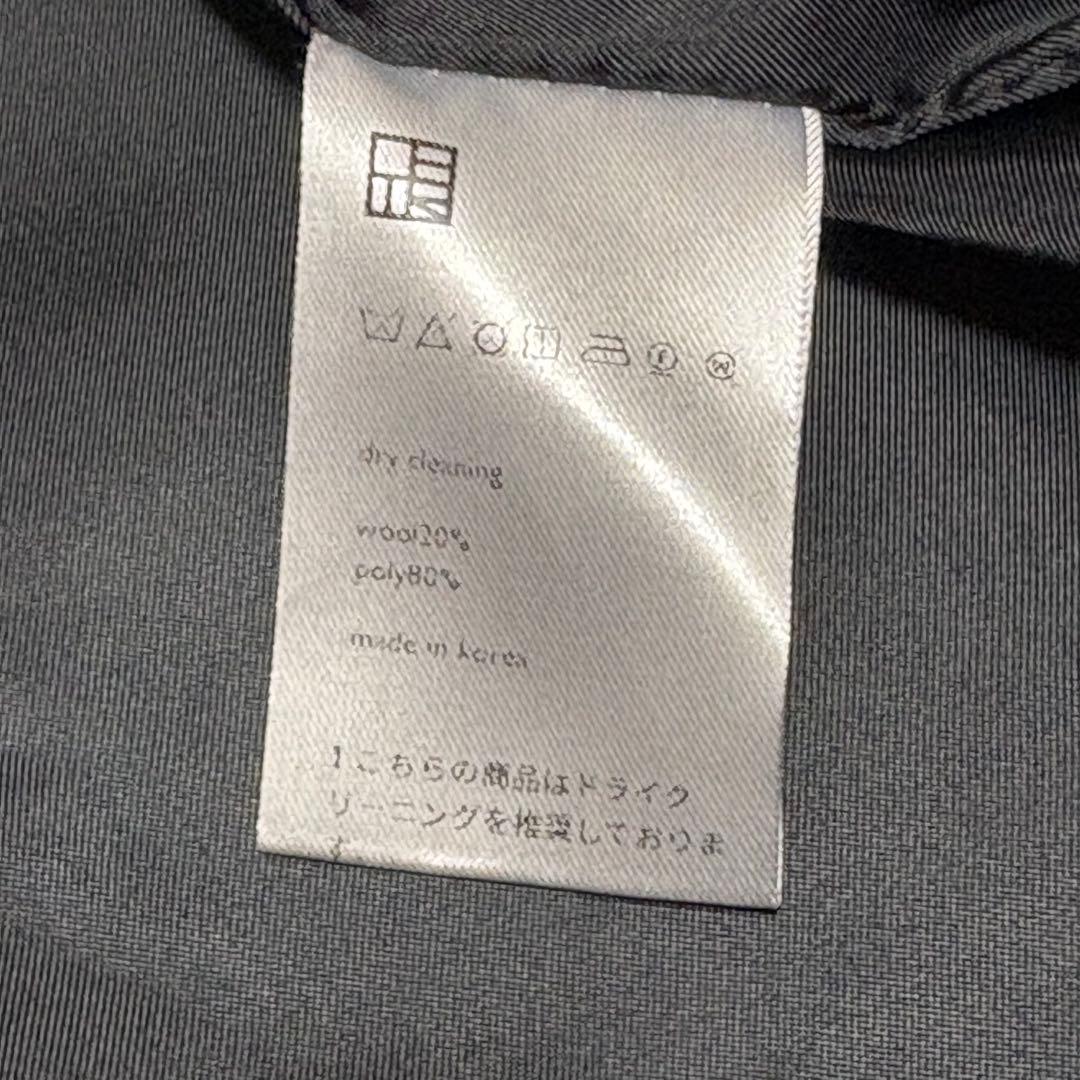 dry cleaning
wool20%
poly80%
made in korea
1.こちらの商品はドライク
リーニングを推奨しておりま
す。